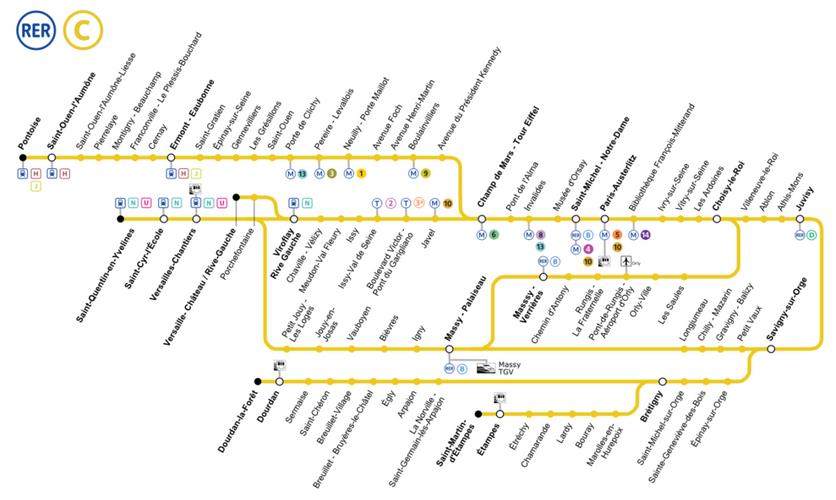 RER C
Pontoise
Saint-Ouen-l'Aumône
Saint-Ouen-l'Aumône-Liesse
Pierrelaye
Montigny - Beauchamp
Franconville - Le Plessis-Bouchard
Cernay
Ermont - Eaubonne
Saint-Gratien
Épinay-sur-Seine
Gennevilliers
Les Grésillons
Saint-Ouen
Porte de Clichy
Pereire - Levallois
Neuilly - Porte Maillot
Avenue Foch
Avenue Henri-Martin
Boulainvilliers
Avenue du Président Kennedy
H
J
H
H J
M 13
M 3
M 1
M 9
Champ de Mars - Tour Eiffel
Pont de l'Alma
Invalides
Musée d'Orsay
Saint-Michel - Notre-Dame
Paris-Austerlitz
Bibliothèque François-Mitterrand
Ivry-sur-Seine
Vitry-sur-Seine
Les Ardoines
Choisy-le-Roi
Villeneuve-le-Roi
Ablon
Athis-Mons
Juvisy
M 6
M 8
13
RER B
M 4
10
M 5
10
M 14
RER D
N U
N
N U
N
T 2
T 3a
M 10
Saint-Quentin-en-Yvelines
Saint-Cyr-l'École
Versailles-Chantiers
Versaille-Château / Rive-Gauche
Porchefontaine
Viroflay
Rive Gauche
Chaville - Vélizy
Meudon-Val Fleury
Issy
Issy-Val de Seine
Boulevard Victor -
Pont du Garigliano
Javel
RER B
Orly
Masssy -
Verrières
Chemin d'Antony
Rungis -
La Fraternelle
Pont-de-Rungis -
Aéroport d'Orly
Orly-Ville
Les Saules
Petit Jouy -
Les Loges
Jouy-en-
Josas
Vauboyen
Bièvres
Igny
Massy - Palaiseau
Longjumeau
Chilly - Mazarin
Gravigny - Balizy
Petit Vaux
Savigny-sur-Orge
RER B
Massy
TGV
Dourdan-la-Forêt
Dourdan
Sermaise
Saint-Chéron
Breuillet-Village
Breuillet - Bruyères-le-Châtel
Égly
Arpajon
La Norville -
Saint-Germain-lès-Arpajon
Saint-Martin-
d'Étampes
Étampes
Étréchy
Chamarande
Lardy
Bouray
Marolles-en-
Hurepoix
Brétigny
Saint-Michel-sur-Orge
Sainte-Geneviève-des-Bois
Épinay-sur-Orge